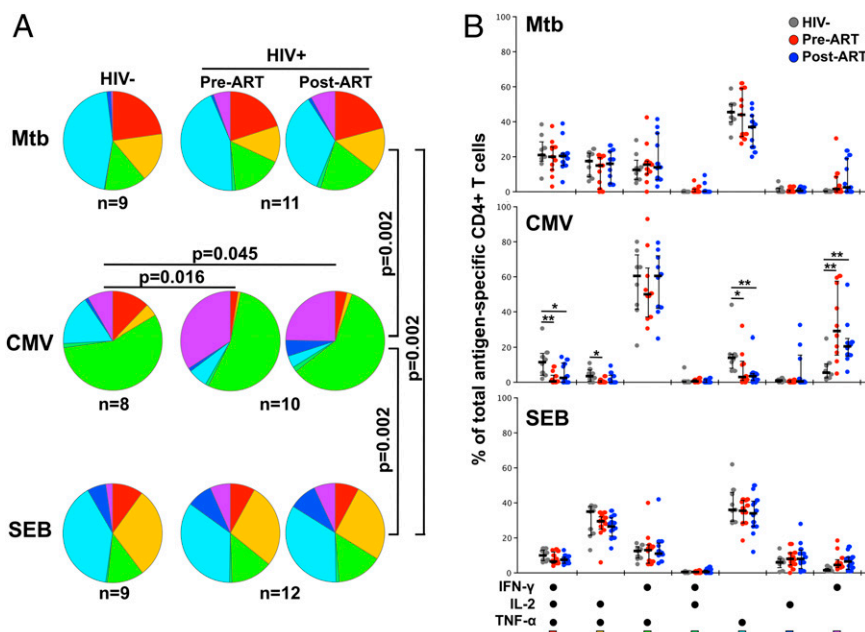 A
HIV+
HIV-
Pre-ART
Post-ART
Mtb
n=9
n=11
p=0.045
p=0.016
p=0.002
CMV
n=8
n=10
p=0.002
p=0.002
SEB
n=9
n=12
B
Mtb
HIV-
Pre-ART
Post-ART
100
80
60
40
20
0
CMV
100
80
60
40
20
0
**
*
*
**
*
**
**
**
SEB
100
80
60
40
20
0
% of total antigen-specific CD4+ T cells
IFN-γ
IL-2
TNF-α